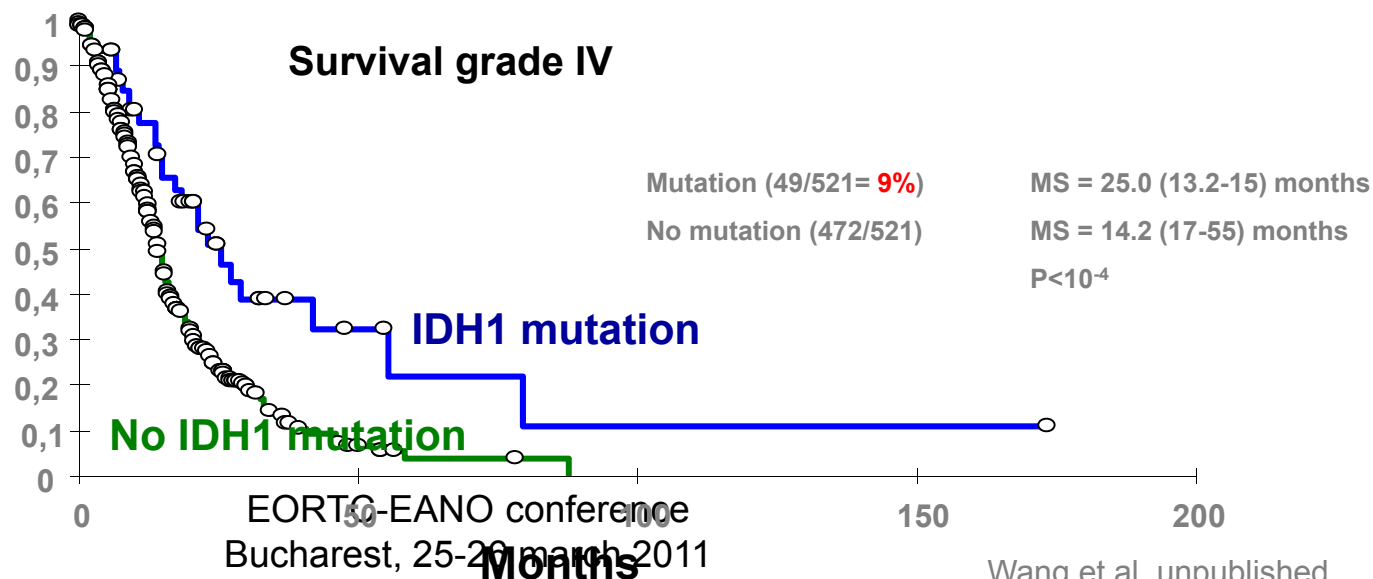 1
Survival grade IV
0,9
0,8
0,7
Mutation (49/521= 9%) MS = 25.0 (13.2-15) months
0,6
No mutation (472/521) MS = 14.2 (17-55) months
0,5
P<10-4
0,4
0,3
IDH1 mutation
0,2
0,1
No IDH1 mutation
0
0 50 100 150 200
EORTC-EANO conference
Bucharest, 25-26 march 2011
Months
Wang et al, unpublished